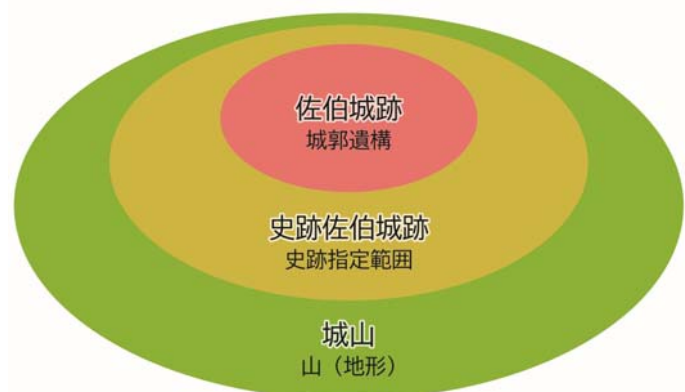 佐伯城跡
城郭遺構
史跡佐伯城跡
史跡指定範囲
城山
山（地形）